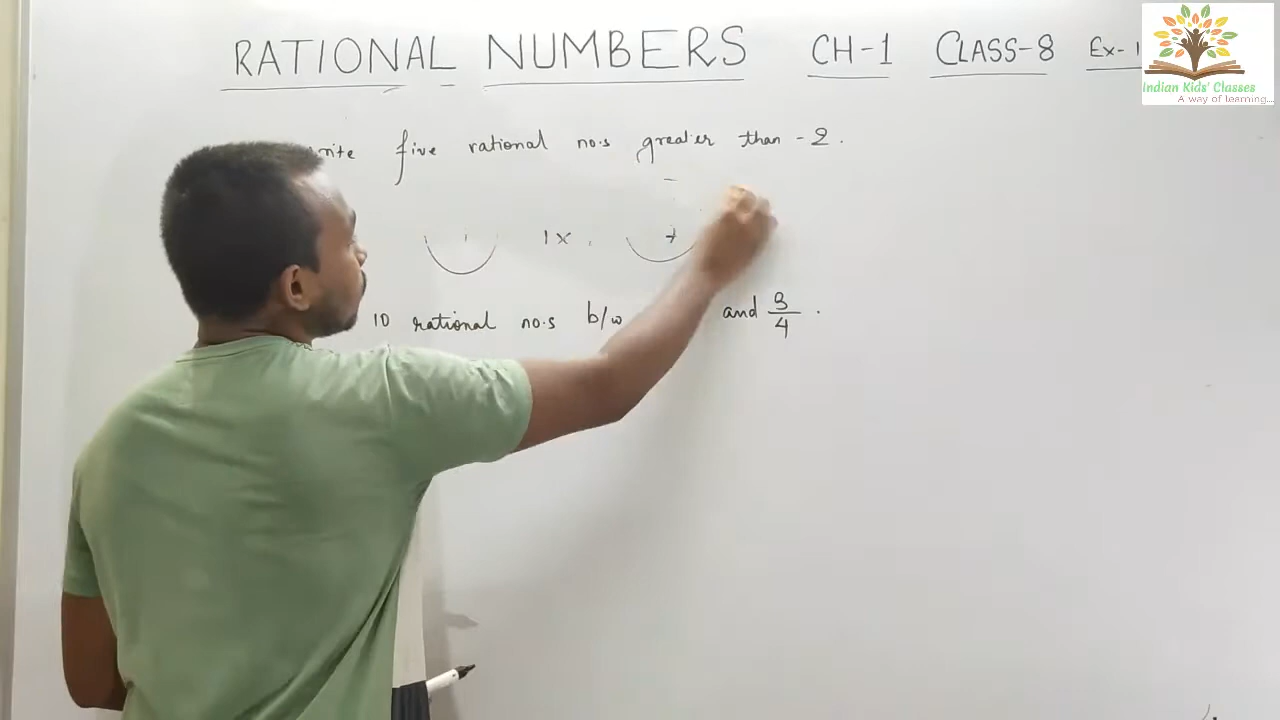 RATIONAL NUMBERS CH-1 CLASS-8 Ex-1
Indian Kids' Classes
A way of learning...
five rational no.s greater than -2.
1x
10 rational no.s b/w and 3/4.